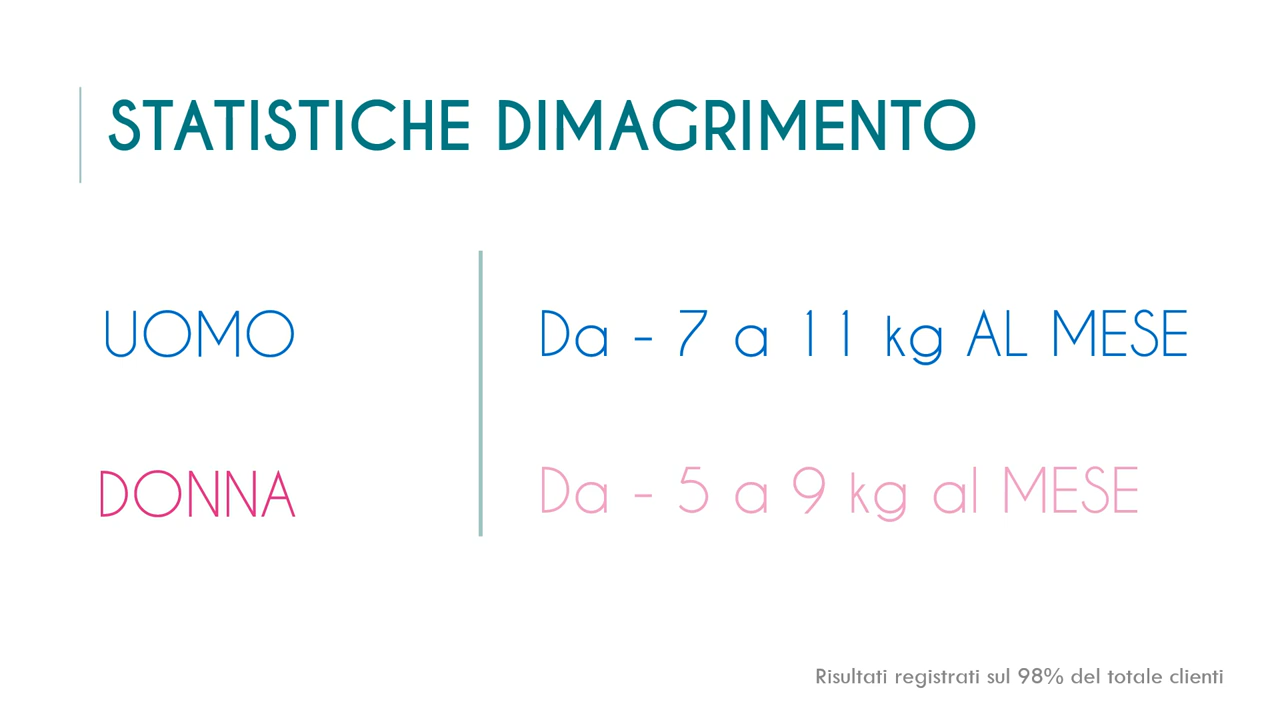 STATISTICHE DIMAGRIMENTO
UOMO
Da - 7 a 11 kg AL MESE
DONNA
Da - 5 a 9 kg al MESE
Risultati registrati sul 98% del totale clienti